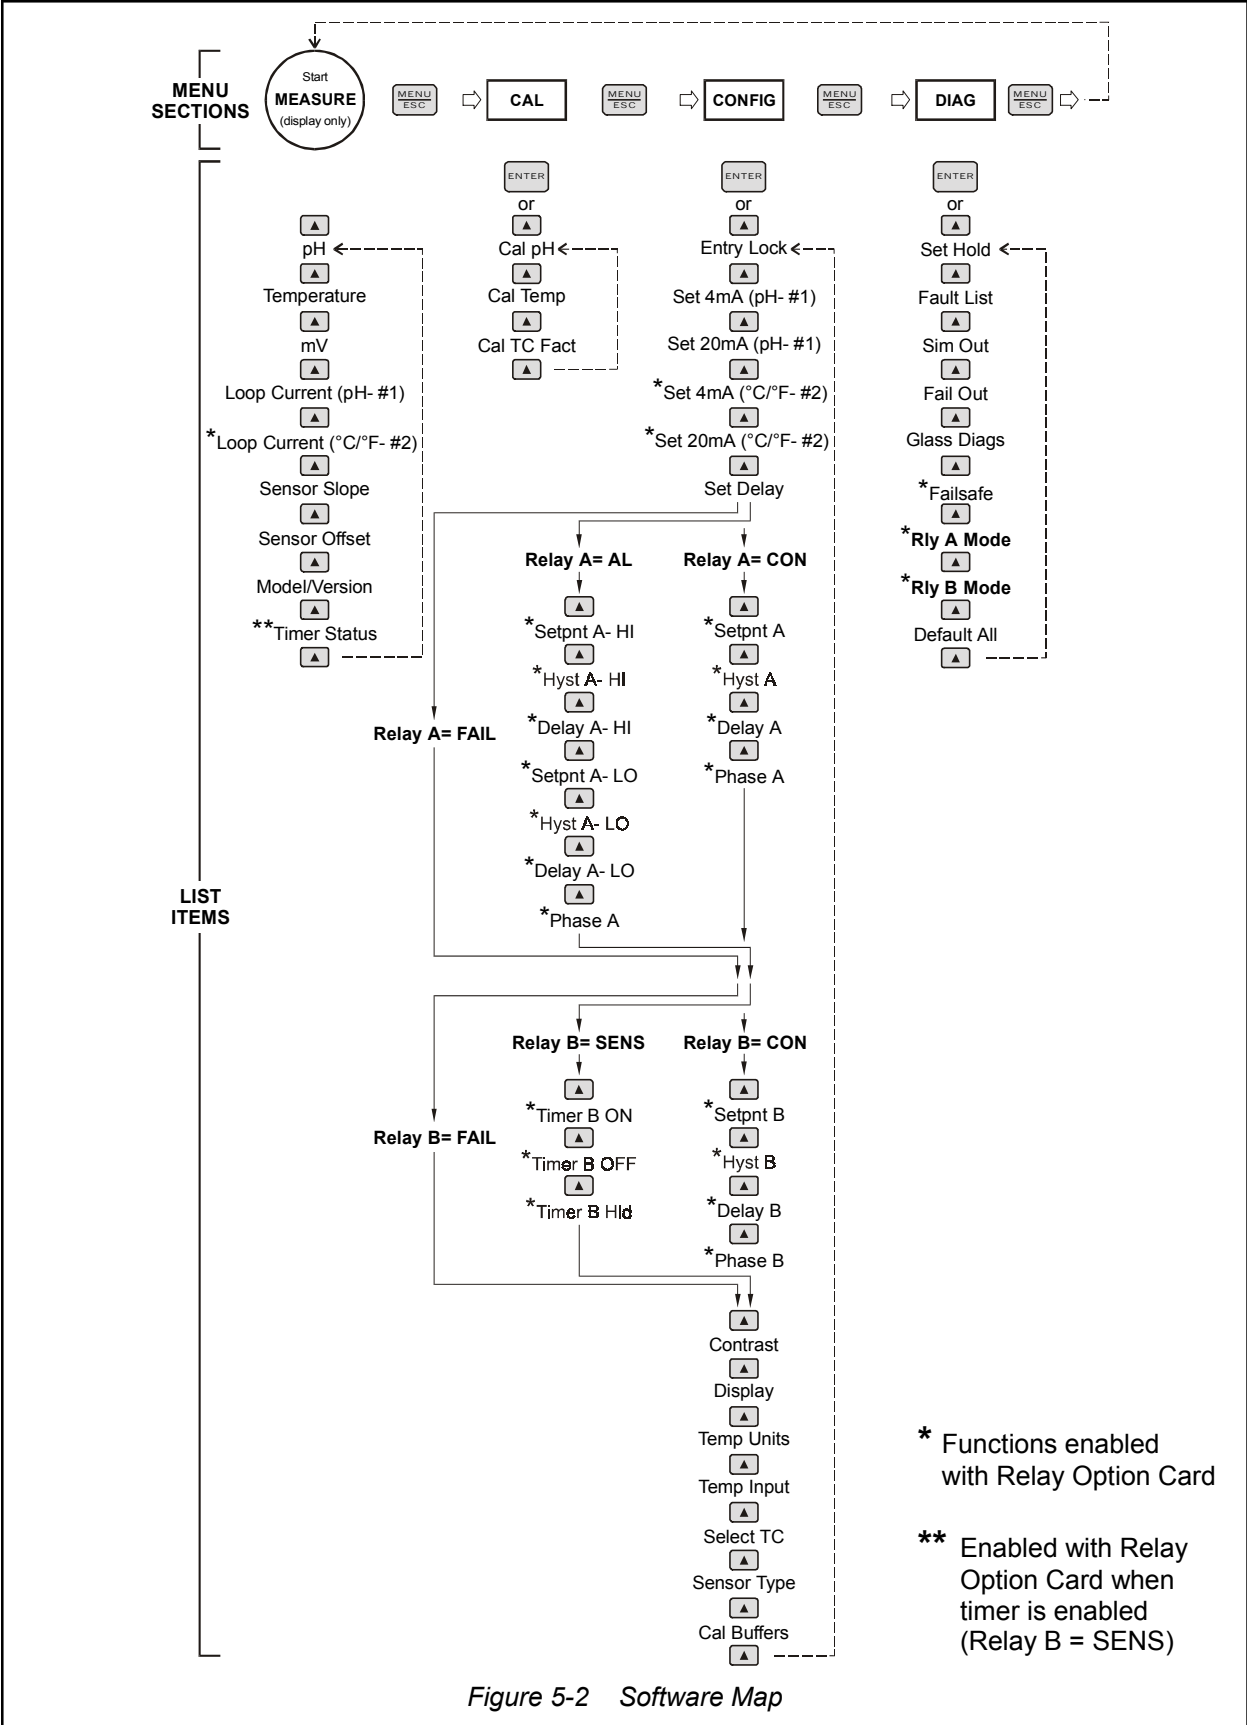 MENU
SECTIONS
Start
MEASURE
(display only)
MENU
ESC
CAL
MENU
ESC
CONFIG
MENU
ESC
DIAG
MENU
ESC
LIST
ITEMS
pH
Temperature
mV
Loop Current (pH- #1)
*Loop Current (°C/°F- #2)
Sensor Slope
Sensor Offset
Model/Version
**Timer Status
ENTER
or
Cal pH
Cal Temp
Cal TC Fact
ENTER
or
Entry Lock
Set 4mA (pH- #1)
Set 20mA (pH- #1)
*Set 4mA (°C/°F- #2)
*Set 20mA (°C/°F- #2)
Set Delay
Relay A= FAIL
Relay A= AL
*Setpnt A- HI
*Hyst A- HI
*Delay A- HI
*Setpnt A- LO
*Hyst A- LO
*Delay A- LO
*Phase A
Relay A= CON
*Setpnt A
*Hyst A
*Delay A
*Phase A
Relay B= FAIL
Relay B= SENS
*Timer B ON
*Timer B OFF
*Timer B Hld
Relay B= CON
*Setpnt B
*Hyst B
*Delay B
*Phase B
Contrast
Display
Temp Units
Temp Input
Select TC
Sensor Type
Cal Buffers
ENTER
or
Set Hold
Fault List
Sim Out
Fail Out
Glass Diags
*Failsafe
*Rly A Mode
*Rly B Mode
Default All
* Functions enabled
with Relay Option Card
** Enabled with Relay
Option Card when
timer is enabled
(Relay B = SENS)
Figure 5-2 Software Map